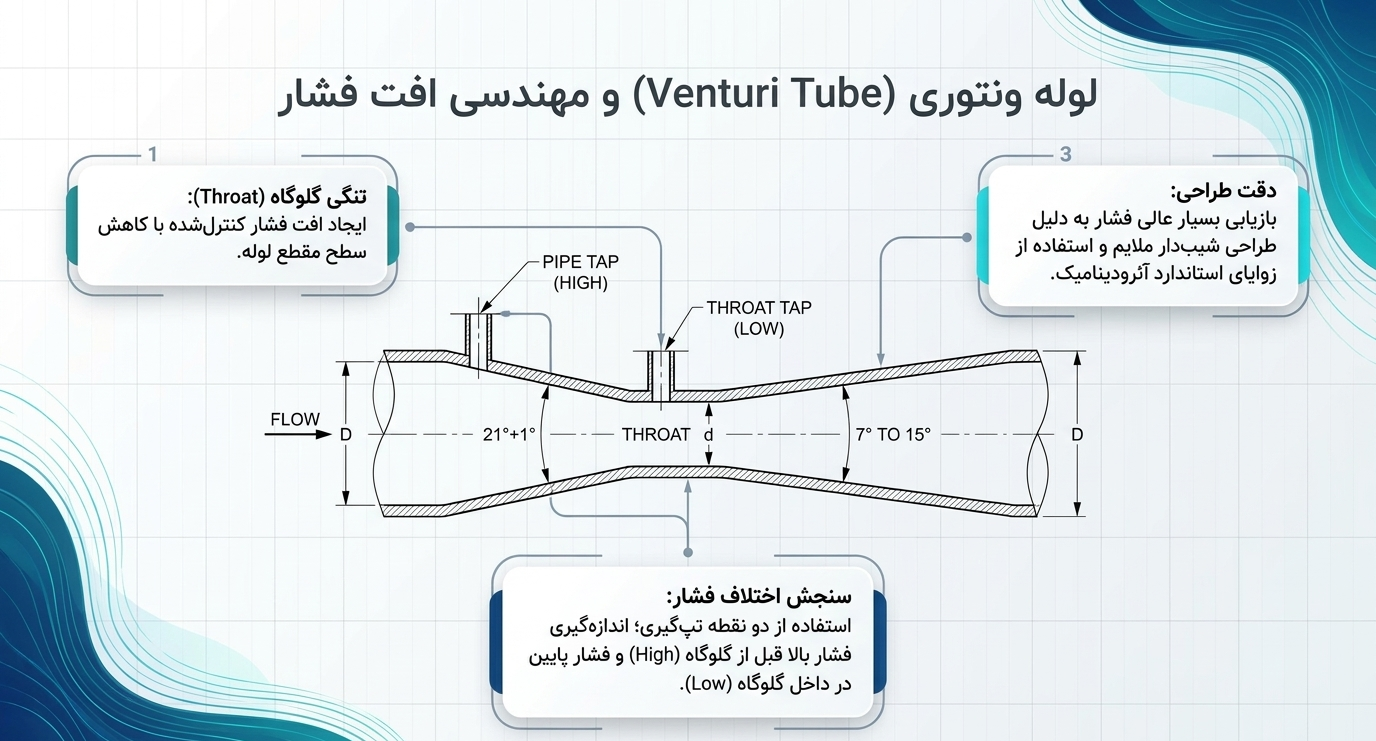 لوله ونتوری (Venturi Tube) و مهندسی افت فشار
1
تنگی گلوگاه (Throat):
ایجاد افت فشار کنترل‌شده با کاهش
سطح مقطع لوله.
3
دقت طراحی:
بازیابی بسیار عالی فشار به دلیل
طراحی شیب‌دار ملایم و استفاده از
زوایای استاندارد آئرودینامیک.
PIPE TAP
(HIGH)
THROAT TAP
(LOW)
FLOW
D
21°+1°
THROAT
d
7° TO 15°
D
سنجش اختلاف فشار:
استفاده از دو نقطه تپ‌گیری؛ اندازه‌گیری
فشار بالا قبل از گلوگاه (High) و فشار پایین
در داخل گلوگاه (Low).